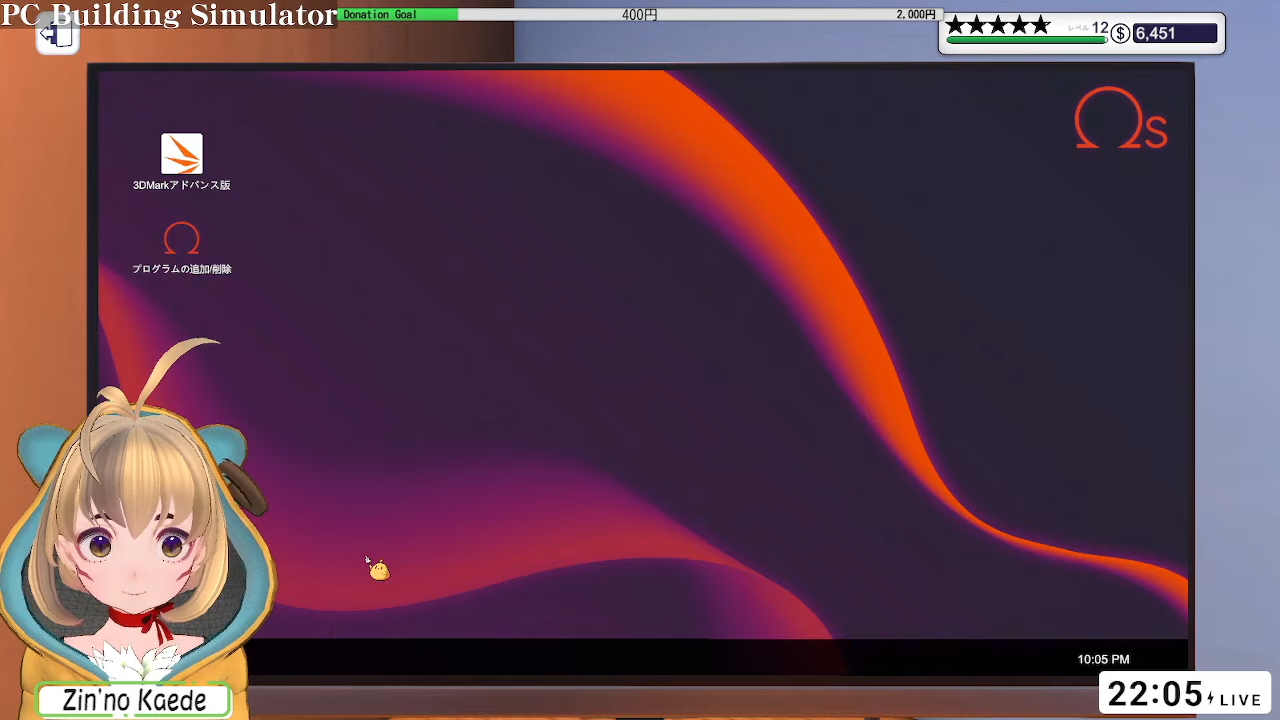 PC Building Simulator
Donation Goal 400円 2,000円
レベル 12 $ 6,451
Ωs
3DMarkアドバンス版
プログラムの追加/削除
10:05 PM
Zin'no Kaede
22:05 LIVE